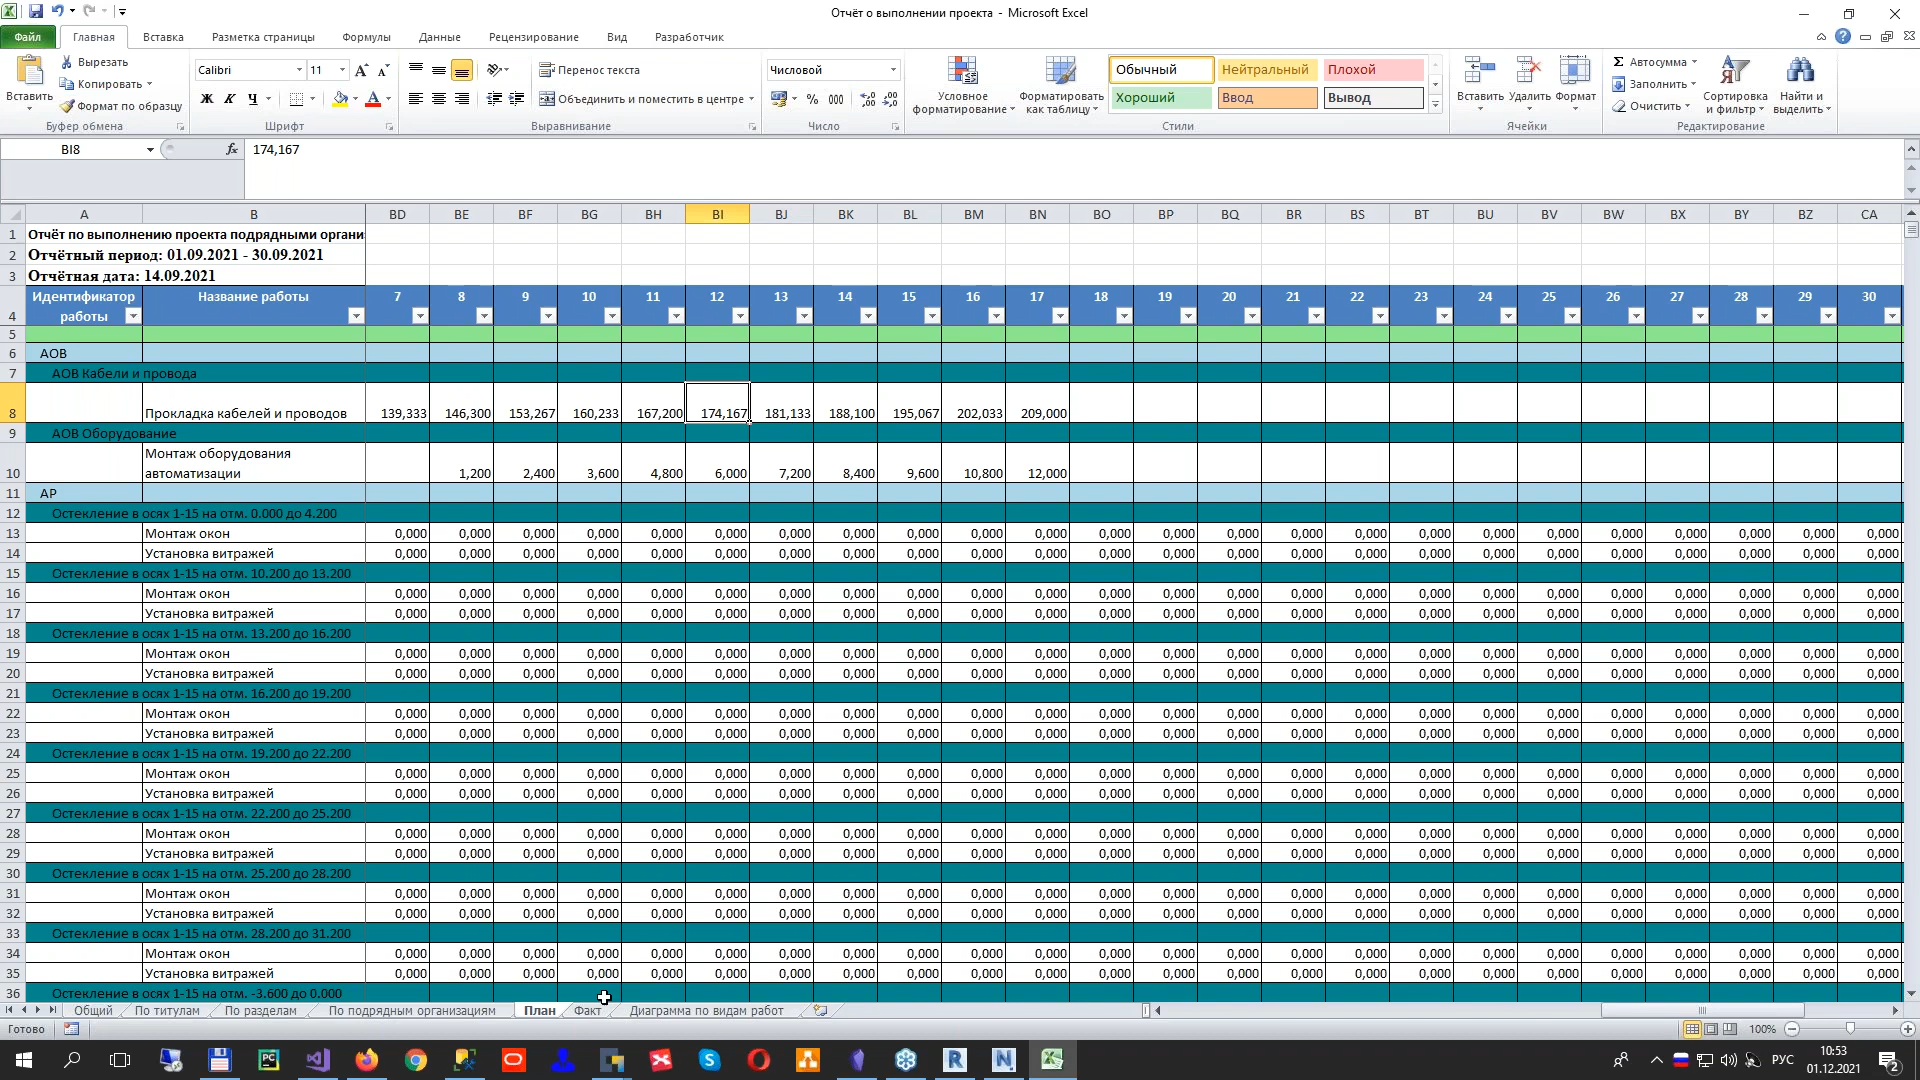 Отчёт о выполнении проекта - Microsoft Excel
Файл Главная Вставка Разметка страницы Формулы Данные Рецензирование Вид Разработчик
Вставить
Вырезать
Копировать
Формат по образцу
Буфер обмена
Calibri 11
Ж К Ч
Шрифт
Перенос текста
Объединить и поместить в центре
Выравнивание
Числовой
% 000
Число
Условное форматирование
Форматировать как таблицу
Обычный Нейтральный Плохой
Хороший Ввод Вывод
Стили
Вставить Удалить Формат
Ячейки
Σ Автосумма
Заполнить
Очистить
Сортировка и фильтр
Найти и выделить
Редактирование
BI8 fx 174,167
A B BD BE BF BG BH BI BJ BK BL BM BN BO BP BQ BR BS BT BU BV BW BX BY BZ CA
1 Отчёт по выполнению проекта подрядными органи
2 Отчётный период: 01.09.2021 - 30.09.2021
3 Отчётная дата: 14.09.2021
4 Идентификатор работы Название работы 7 8 9 10 11 12 13 14 15 16 17 18 19 20 21 22 23 24 25 26 27 28 29 30
5
6 АОВ
7 АОВ Кабели и провода
8 Прокладка кабелей и проводов 139,333 146,300 153,267 160,233 167,200 174,167 181,133 188,100 195,067 202,033 209,000
9 АОВ Оборудование
10 Монтаж оборудования автоматизации 1,200 2,400 3,600 4,800 6,000 7,200 8,400 9,600 10,800 12,000
11 АР
12 Остекление в осях 1-15 на отм. 0.000 до 4.200
13 Монтаж окон 0,000 0,000 0,000 0,000 0,000 0,000 0,000 0,000 0,000 0,000 0,000 0,000 0,000 0,000 0,000 0,000 0,000 0,000 0,000 0,000 0,000 0,000 0,000 0,000
14 Установка витражей 0,000 0,000 0,000 0,000 0,000 0,000 0,000 0,000 0,000 0,000 0,000 0,000 0,000 0,000 0,000 0,000 0,000 0,000 0,000 0,000 0,000 0,000 0,000 0,000
15 Остекление в осях 1-15 на отм. 10.200 до 13.200
16 Монтаж окон 0,000 0,000 0,000 0,000 0,000 0,000 0,000 0,000 0,000 0,000 0,000 0,000 0,000 0,000 0,000 0,000 0,000 0,000 0,000 0,000 0,000 0,000 0,000 0,000
17 Установка витражей 0,000 0,000 0,000 0,000 0,000 0,000 0,000 0,000 0,000 0,000 0,000 0,000 0,000 0,000 0,000 0,000 0,000 0,000 0,000 0,000 0,000 0,000 0,000 0,000
18 Остекление в осях 1-15 на отм. 13.200 до 16.200
19 Монтаж окон 0,000 0,000 0,000 0,000 0,000 0,000 0,000 0,000 0,000 0,000 0,000 0,000 0,000 0,000 0,000 0,000 0,000 0,000 0,000 0,000 0,000 0,000 0,000 0,000
20 Установка витражей 0,000 0,000 0,000 0,000 0,000 0,000 0,000 0,000 0,000 0,000 0,000 0,000 0,000 0,000 0,000 0,000 0,000 0,000 0,000 0,000 0,000 0,000 0,000 0,000
21 Остекление в осях 1-15 на отм. 16.200 до 19.200
22 Монтаж окон 0,000 0,000 0,000 0,000 0,000 0,000 0,000 0,000 0,000 0,000 0,000 0,000 0,000 0,000 0,000 0,000 0,000 0,000 0,000 0,000 0,000 0,000 0,000 0,000
23 Установка витражей 0,000 0,000 0,000 0,000 0,000 0,000 0,000 0,000 0,000 0,000 0,000 0,000 0,000 0,000 0,000 0,000 0,000 0,000 0,000 0,000 0,000 0,000 0,000 0,000
24 Остекление в осях 1-15 на отм. 19.200 до 22.200
25 Монтаж окон 0,000 0,000 0,000 0,000 0,000 0,000 0,000 0,000 0,000 0,000 0,000 0,000 0,000 0,000 0,000 0,000 0,000 0,000 0,000 0,000 0,000 0,000 0,000 0,000
26 Установка витражей 0,000 0,000 0,000 0,000 0,000 0,000 0,000 0,000 0,000 0,000 0,000 0,000 0,000 0,000 0,000 0,000 0,000 0,000 0,000 0,000 0,000 0,000 0,000 0,000
27 Остекление в осях 1-15 на отм. 22.200 до 25.200
28 Монтаж окон 0,000 0,000 0,000 0,000 0,000 0,000 0,000 0,000 0,000 0,000 0,000 0,000 0,000 0,000 0,000 0,000 0,000 0,000 0,000 0,000 0,000 0,000 0,000 0,000
29 Установка витражей 0,000 0,000 0,000 0,000 0,000 0,000 0,000 0,000 0,000 0,000 0,000 0,000 0,000 0,000 0,000 0,000 0,000 0,000 0,000 0,000 0,000 0,000 0,000 0,000
30 Остекление в осях 1-15 на отм. 25.200 до 28.200
31 Монтаж окон 0,000 0,000 0,000 0,000 0,000 0,000 0,000 0,000 0,000 0,000 0,000 0,000 0,000 0,000 0,000 0,000 0,000 0,000 0,000 0,000 0,000 0,000 0,000 0,000
32 Установка витражей 0,000 0,000 0,000 0,000 0,000 0,000 0,000 0,000 0,000 0,000 0,000 0,000 0,000 0,000 0,000 0,000 0,000 0,000 0,000 0,000 0,000 0,000 0,000 0,000
33 Остекление в осях 1-15 на отм. 28.200 до 31.200
34 Монтаж окон 0,000 0,000 0,000 0,000 0,000 0,000 0,000 0,000 0,000 0,000 0,000 0,000 0,000 0,000 0,000 0,000 0,000 0,000 0,000 0,000 0,000 0,000 0,000 0,000
35 Установка витражей 0,000 0,000 0,000 0,000 0,000 0,000 0,000 0,000 0,000 0,000 0,000 0,000 0,000 0,000 0,000 0,000 0,000 0,000 0,000 0,000 0,000 0,000 0,000 0,000
36 Остекление в осях 1-15 на отм. -3.600 до 0.000
Общий По титулам По разделам По подрядным организациям План Факт Диаграмма по видам работ
Готово 100%
РУС 10:53
01.12.2021 2